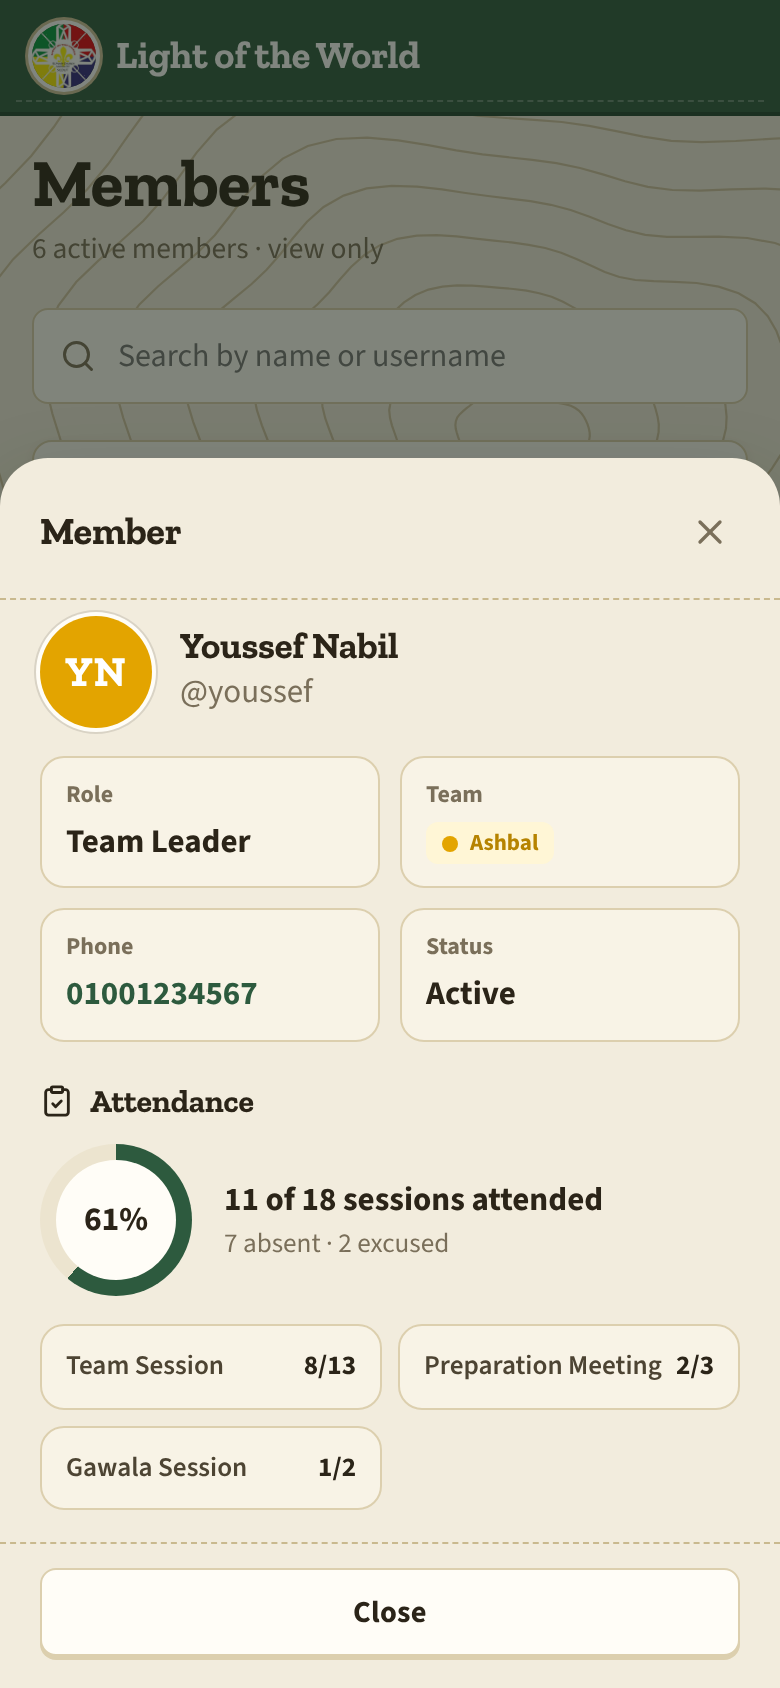 Light of the World
Members
6 active members · view only
Search by name or username
Member
YN
Youssef Nabil
@youssef
Role
Team Leader
Team
Ashbal
Phone
01001234567
Status
Active
Attendance
61%
11 of 18 sessions attended
7 absent · 2 excused
Team Session 8/13
Preparation Meeting 2/3
Gawala Session 1/2
Close